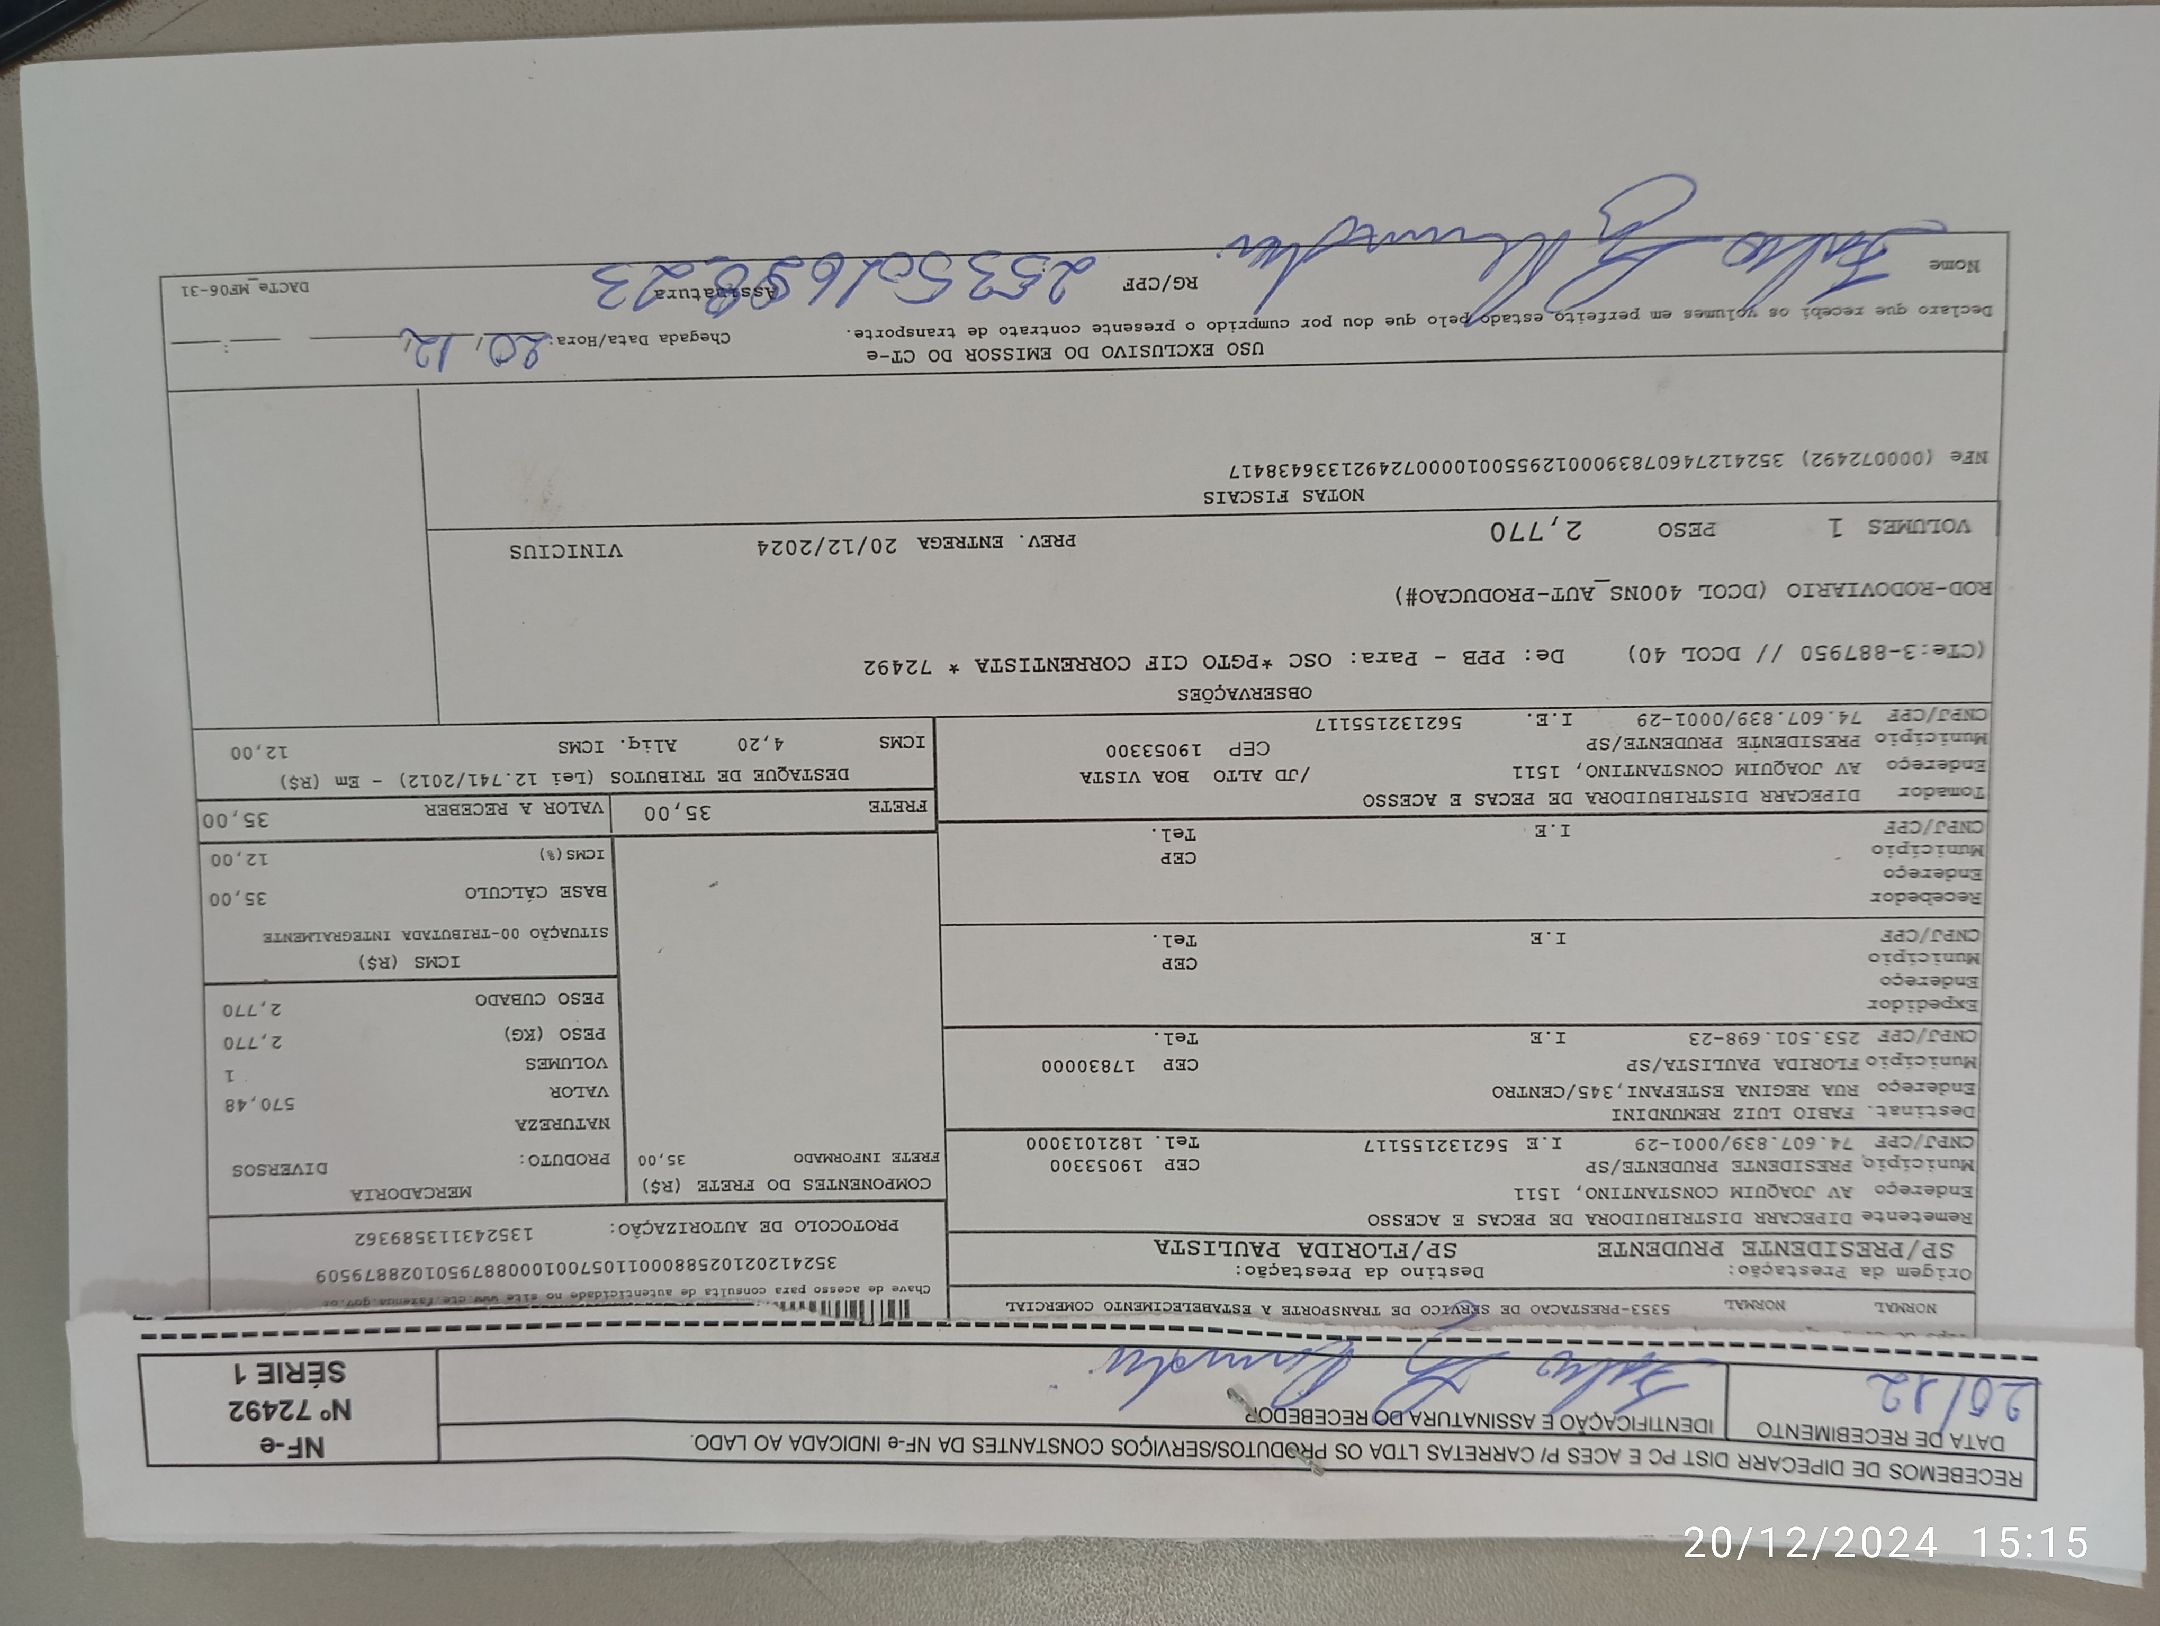 RECEBEMOS DE DIPECARR DIST PC E ACES P/ CARRETAS LTDA OS PRODUTOS/SERVIÇOS CONSTANTES DA NF-e INDICADA AO LADO.
DATA DE RECEBIMENTO
20/12
IDENTIFICAÇÃO E ASSINATURA DO RECEBEDOR
NF-e
Nº 72492
SÉRIE 1
NORMAL NORMAL 5353-PRESTACAO DE SERVICO DE TRANSPORTE A ESTABELECIMENTO COMERCIAL
Origem da Prestação: Destino da Prestação:
SP/PRESIDENTE PRUDENTE SP/FLORIDA PAULISTA
Chave de acesso para consulta de autenticidade no site www.cte.fazenda.gov.br
35241202102588000110570010008879501028879509
PROTOCOLO DE AUTORIZAÇÃO: 135243113589362
Remetente DIPECARR DISTRIBUIDORA DE PECAS E ACESSO
Endereço AV JOAQUIM CONSTANTINO, 1511
Município PRESIDENTE PRUDENTE/SP CEP 19053300
CNPJ/CPF 74.607.839/0001-29 I.E 562132155117 Tel. 1821013000
Destinat. FABIO LUIZ REMUNDINI
Endereço RUA REGINA ESTEFANI,345/CENTRO
Município FLORIDA PAULISTA/SP CEP 17830000
CNPJ/CPF 253.501.698-23 I.E Tel.
Expedidor
Endereço
Município CEP
CNPJ/CPF I.E Tel.
Recebedor
Endereço
Município CEP
CNPJ/CPF I.E Tel.
Tomador DIPECARR DISTRIBUIDORA DE PECAS E ACESSO
Endereço AV JOAQUIM CONSTANTINO, 1511 /JD ALTO BOA VISTA
Município PRESIDENTE PRUDENTE/SP CEP 19053300
CNPJ/CPF 74.607.839/0001-29 I.E. 562132155117
COMPONENTES DO FRETE (R$)
FRETE INFORMADO 35,00
MERCADORIA
PRODUTO: DIVERSOS
NATUREZA
VALOR 570,48
VOLUMES 1
PESO (KG) 2,770
PESO CUBADO 2,770
ICMS (R$)
SITUAÇÃO 00-TRIBUTADA INTEGRALMENTE
BASE CÁLCULO 35,00
ICMS(%) 12,00
FRETE 35,00 VALOR A RECEBER 35,00
DESTAQUE DE TRIBUTOS (Lei 12.741/2012) - Em (R$)
ICMS 4,20 Aliq. ICMS 12,00
OBSERVAÇÕES
(CTe:3-887950 // DCOL 40) De: PPB - Para: OSC *PGTO CIF CORRENTISTA * 72492
ROD-RODOVIARIO (DCOL 400NS_AUT-PRODUCAO#)
VOLUMES 1 PESO 2,770 PREV. ENTREGA 20/12/2024 VINICIUS
NOTAS FISCAIS
NFe (000072492) 35241274607839000129550010000724921336438417
USO EXCLUSIVO DO EMISSOR DO CT-e
Declaro que recebi os volumes em perfeito estado pelo que dou por cumprido o presente contrato de transporte.
Chegada Data/Hora: 20/12/ :
Nome Fabio Luiz Remundini RG/CPF 25350169823 Assinatura
DACTe_MF06-31
20/12/2024 15:15